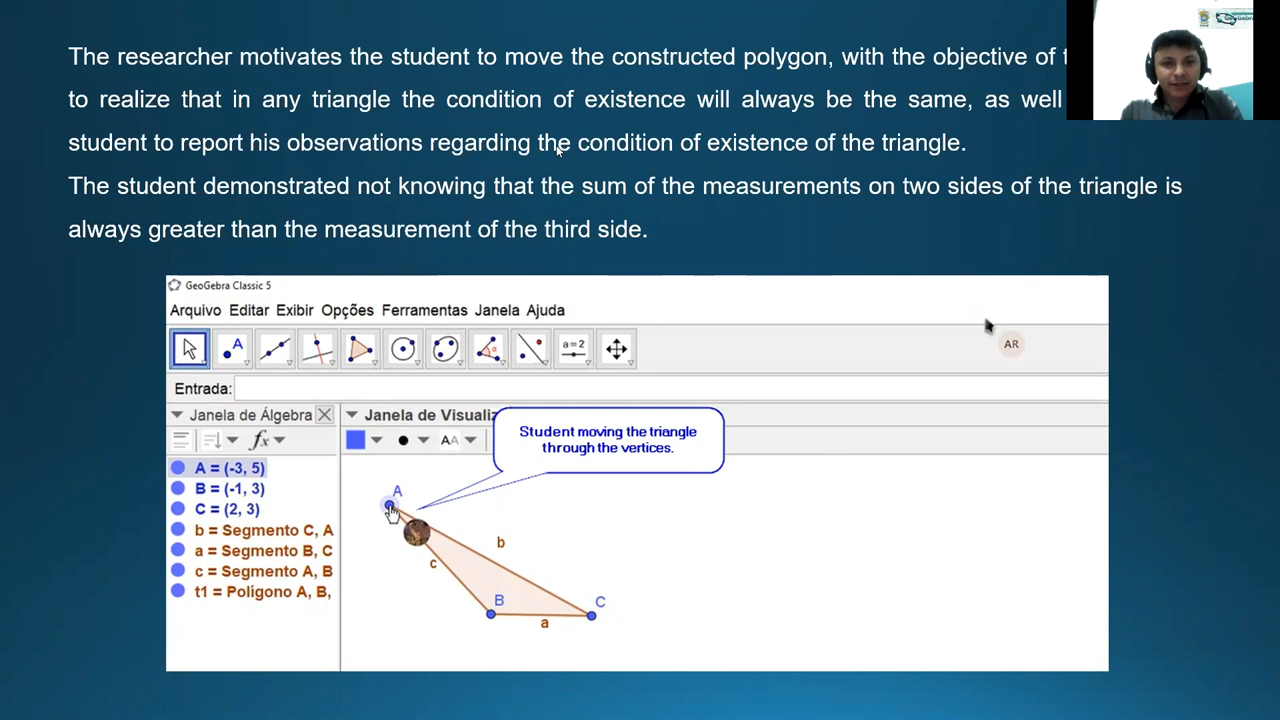 The researcher motivates the student to move the constructed polygon, with the objective of
to realize that in any triangle the condition of existence will always be the same, as well
student to report his observations regarding the condition of existence of the triangle.
The student demonstrated not knowing that the sum of the measurements on two sides of the triangle is
always greater than the measurement of the third side.
GeoGebra Classic 5
Arquivo Editar Exibir Opções Ferramentas Janela Ajuda
A
a=2
AR
Entrada:
Janela de Álgebra
Janela de Visualiz
fx
AA
Student moving the triangle
through the vertices.
A = (-3, 5)
B = (-1, 3)
C = (2, 3)
b = Segmento C, A
a = Segmento B, C
c = Segmento A, B
t1 = Polígono A, B,
A
b
c
B
C
a